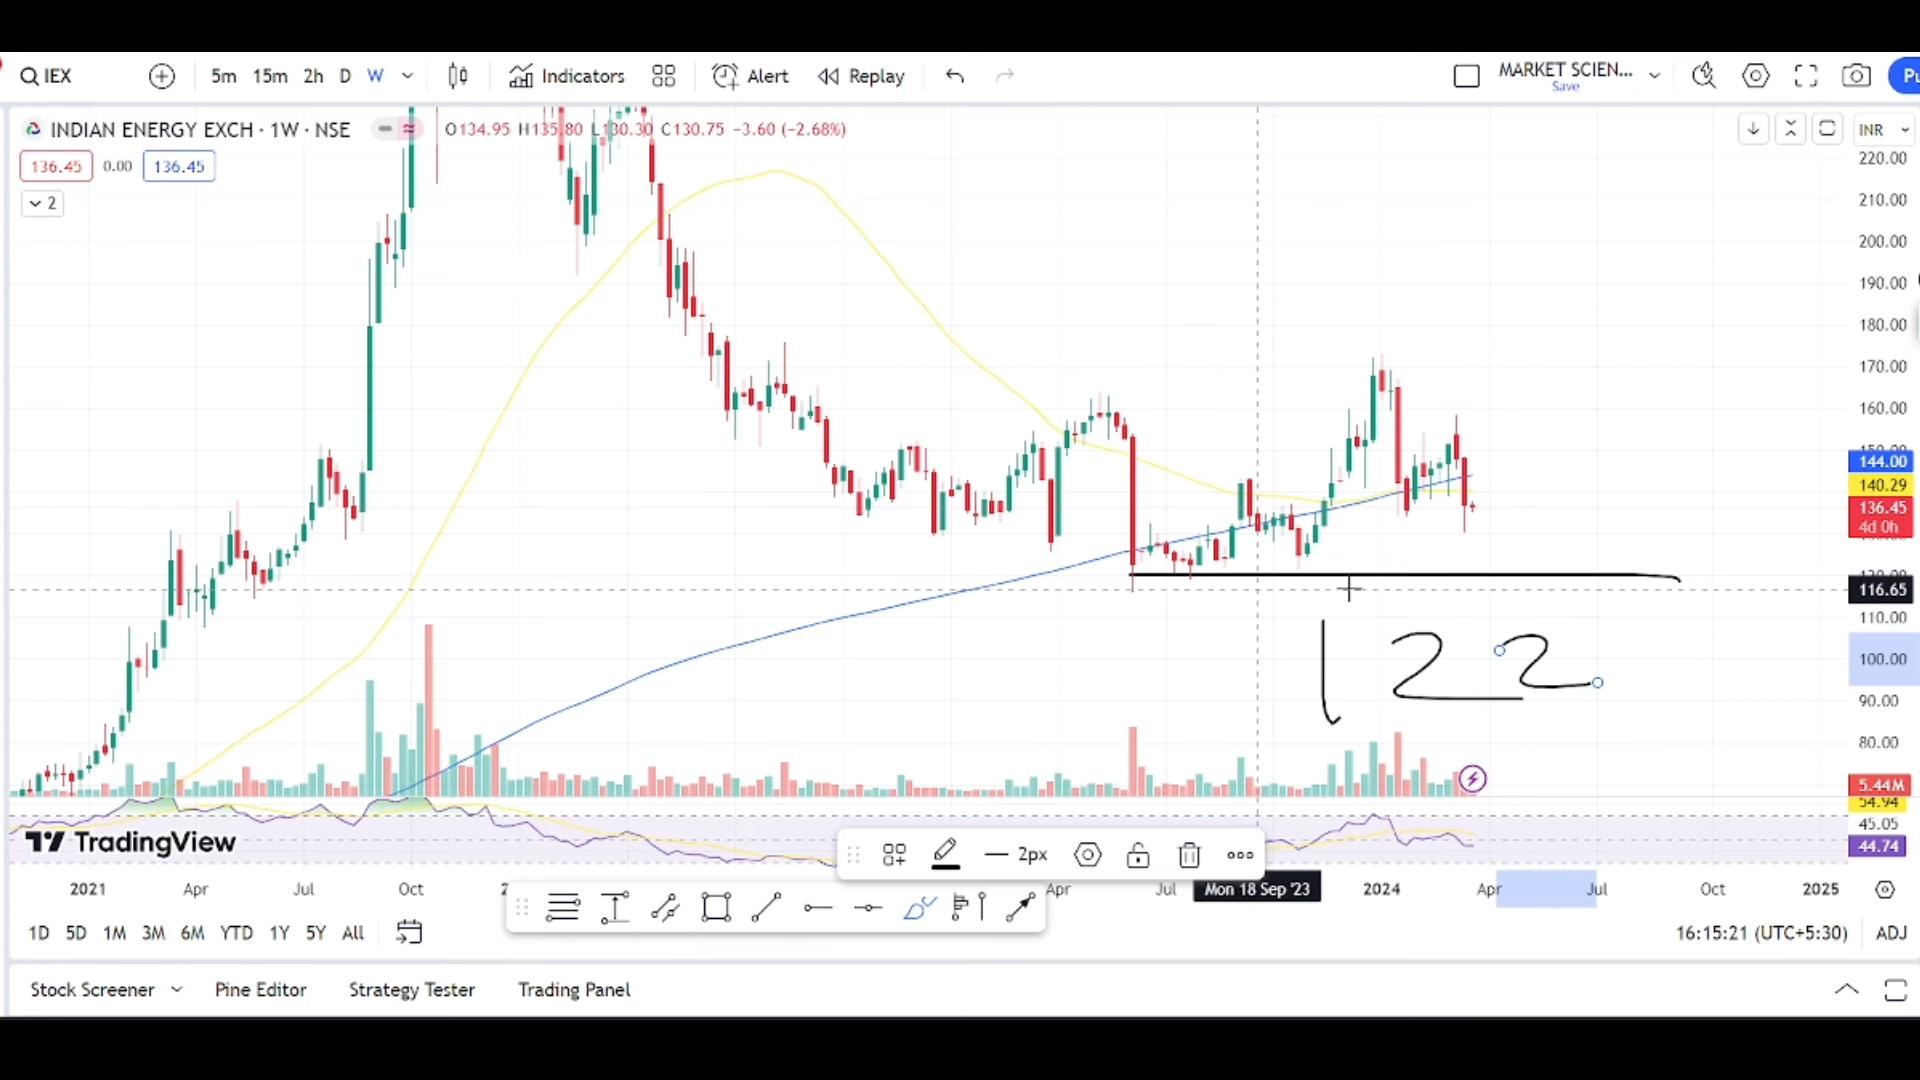 IEX 5m 15m 2h D W Indicators Alert Replay MARKET SCIEN... Save Pu
INDIAN ENERGY EXCH · 1W · NSE O134.95 H135.80 L130.30 C130.75 −3.60 (−2.68%) INR
136.45 0.00 136.45
2
220.00
210.00
200.00
190.00
180.00
170.00
160.00
150.00
144.00
140.29
136.45
4d 0h
116.65
110.00
100.00
90.00
80.00
5.44M
54.94
45.05
44.74
122
TradingView
2px
2021 Apr Jul Oct Apr Jul Mon 18 Sep '23 2024 Apr Jul Oct 2025
1D 5D 1M 3M 6M YTD 1Y 5Y All 16:15:21 (UTC+5:30) ADJ
Stock Screener Pine Editor Strategy Tester Trading Panel